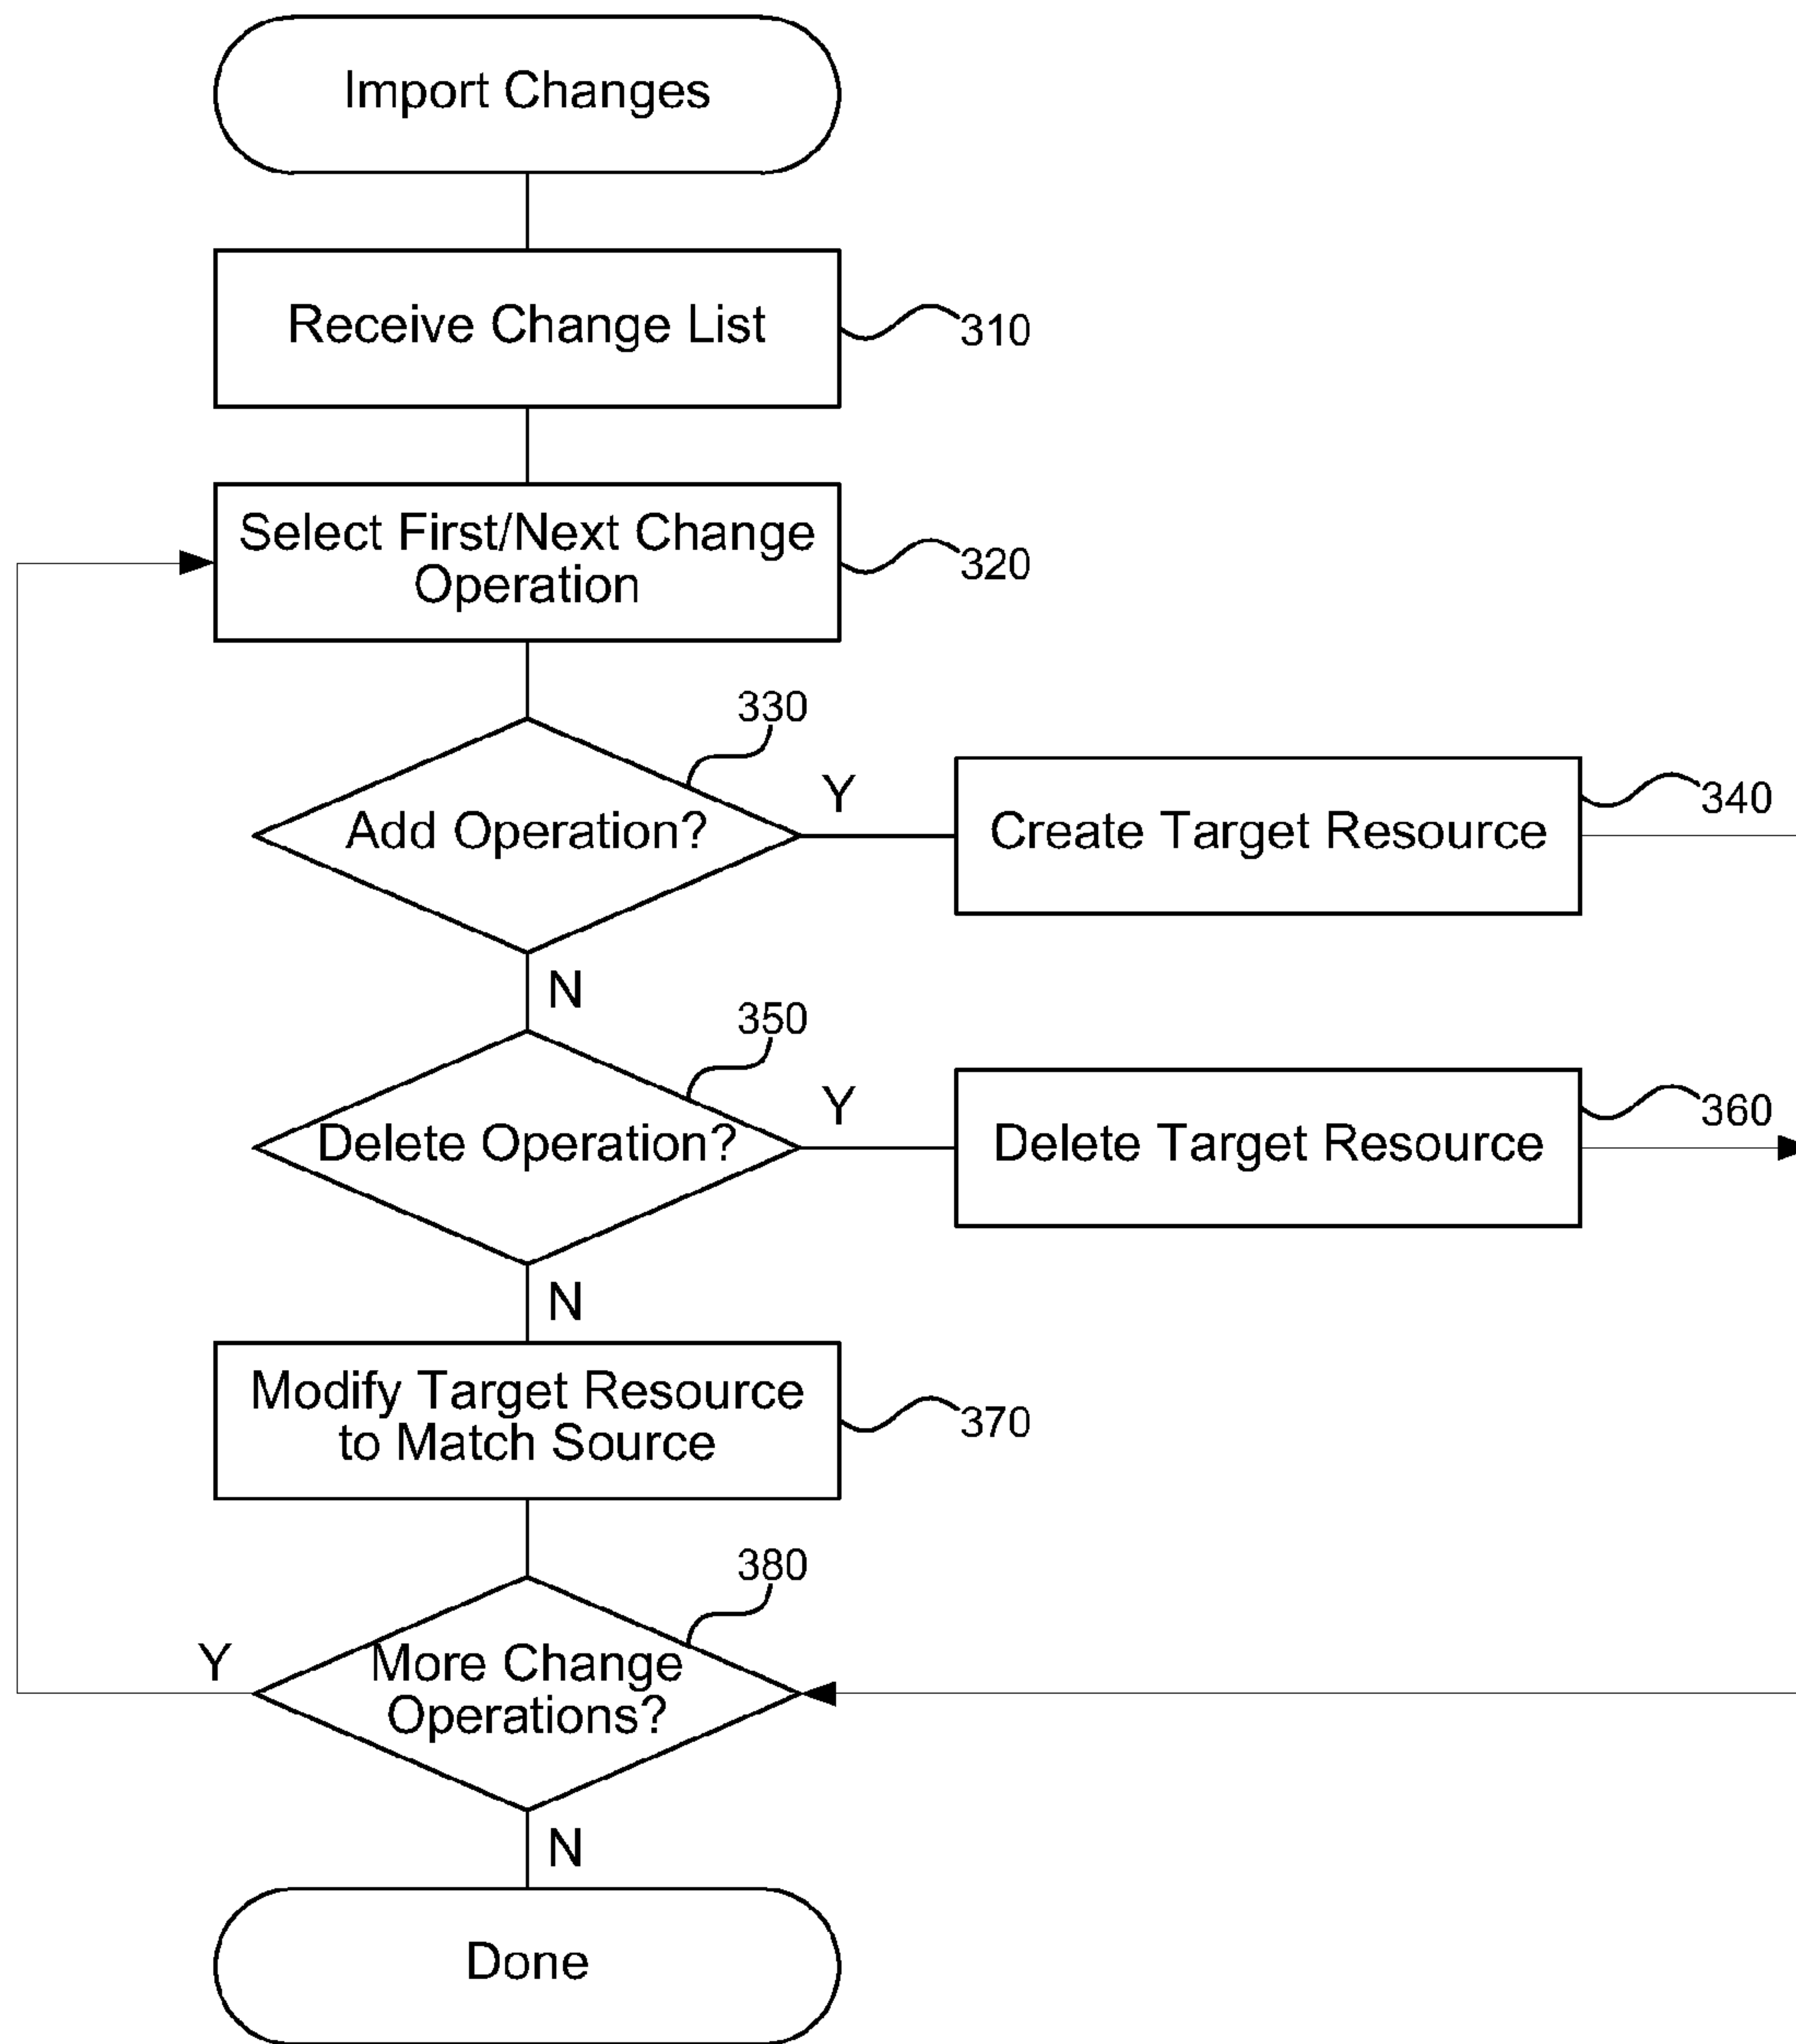 Import Changes
Receive Change List
310
Select First/Next Change
Operation
320
330
Add Operation?
Y
Create Target Resource
340
N
350
Delete Operation?
Y
Delete Target Resource
360
N
Modify Target Resource
to Match Source
370
380
More Change
Operations?
Y
N
Done